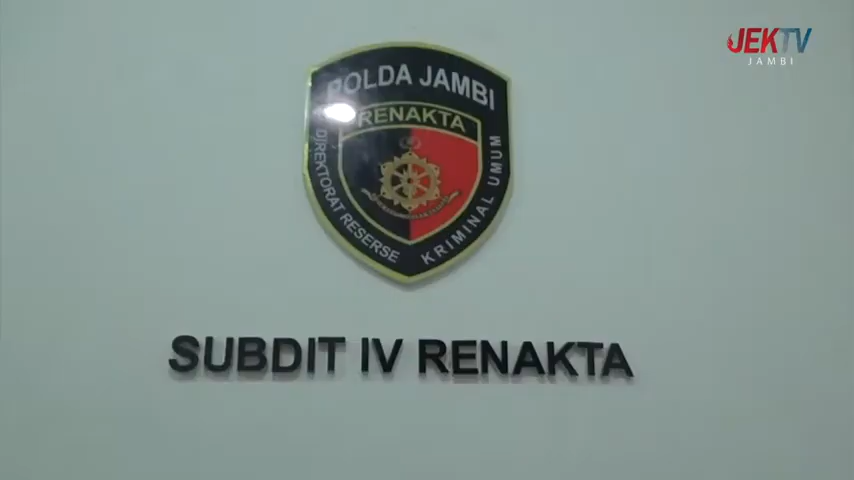 JEKTV
JAMBI
POLDA JAMBI
RENAKTA
DIREKTORAT RESERSE
KRIMINAL UMUM
SUBDIT IV RENAKTA